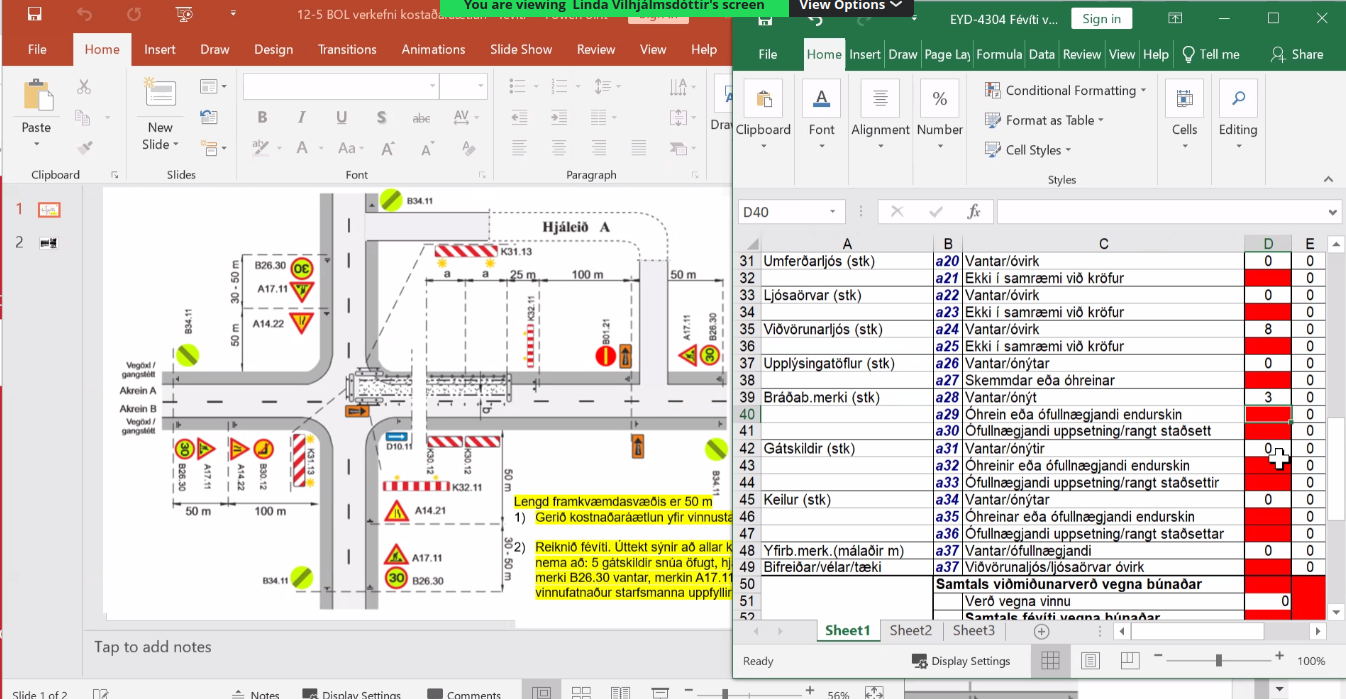 You are viewing Linda Vilhjálmsdóttir's screen
View Options
12-5 BOL verkefni
EYD-4304 Févíti v...
Sign in
File Home Insert Draw Design Transitions Animations Slide Show Review View Help
File Home Insert Draw Page Lay Formula Data Review View Help Tell me Share
Paste
New Slide
Clipboard
Slides
Font
Paragraph
Clipboard Font Alignment Number
Conditional Formatting
Format as Table
Cell Styles
Styles
Cells Editing
D40
fx
1
2
B34.11
Hjáleið A
K31.13
B26.30
30
A17.11
A14.22
30 - 50 m
50 m
a a 25 m 100 m 50 m
K32.11
B01.21
A17.11
B26.30
30
B34.11
Vegöxl / gangstétt
Akrein A
Akrein B
Vegöxl / gangstétt
b
D10.11
30
B26.30
A17.11
A14.22
B30.12
K31.13
K30.12
K30.12
50 m 100 m
K32.11
A14.21
A17.11
30
B26.30
50 m
30-50 m
B34.11
B34.11
Lengd framkvæmdasvæðis er 50 m
1) Gerið kostnaðaráætlun yfir vinnusta
2) Reiknið févíti. Úttekt sýnir að allar k
nema að: 5 gátskildir snúa öfugt, hj
merki B26.30 vantar, merkin A17.11
vinnufatnaður starfsmanna uppfyllir
Tap to add notes
Slide 1 of 2 Notes Display Settings Comments 56%
A B C D E
31 Umferðarljós (stk) a20 Vantar/óvirk 0 0
32 a21 Ekki í samræmi við kröfur 0
33 Ljósaörvar (stk) a22 Vantar/óvirk 0 0
34 a23 Ekki í samræmi við kröfur 0
35 Viðvörunarljós (stk) a24 Vantar/óvirk 8 0
36 a25 Ekki í samræmi við kröfur 0
37 Upplýsingatöflur (stk) a26 Vantar/ónýtar 0
38 a27 Skemmdar eða óhreinar 0
39 Bráðab.merki (stk) a28 Vantar/ónýt 3 0
40 a29 Óhrein eða ófullnægjandi endurskin 0
41 a30 Ófullnægjandi uppsetning/rangt staðsett 0
42 Gátskildir (stk) a31 Vantar/ónýtir 0 0
43 a32 Óhreinir eða ófullnægjandi endurskin 0
44 a33 Ófullnægjandi uppsetning/rangt staðsettir 0
45 Keilur (stk) a34 Vantar/ónýtar 0 0
46 a35 Óhreinar eða ófullnægjandi endurskin 0
47 a36 Ófullnægjandi uppsetning/rangt staðsettar 0
48 Yfirb.merk.(málaðir m) a37 Vantar/ófullnægjandi 0 0
49 Bifreiðar/vélar/tæki a37 Viðvörunaljós/ljósaörvar óvirk 0
50 Samtals viðmiðunarverð vegna búnaðar
51 Verð vegna vinnu 0
52 Samtals févíti vegna búnaðar
Sheet1 Sheet2 Sheet3
Ready Display Settings 100%